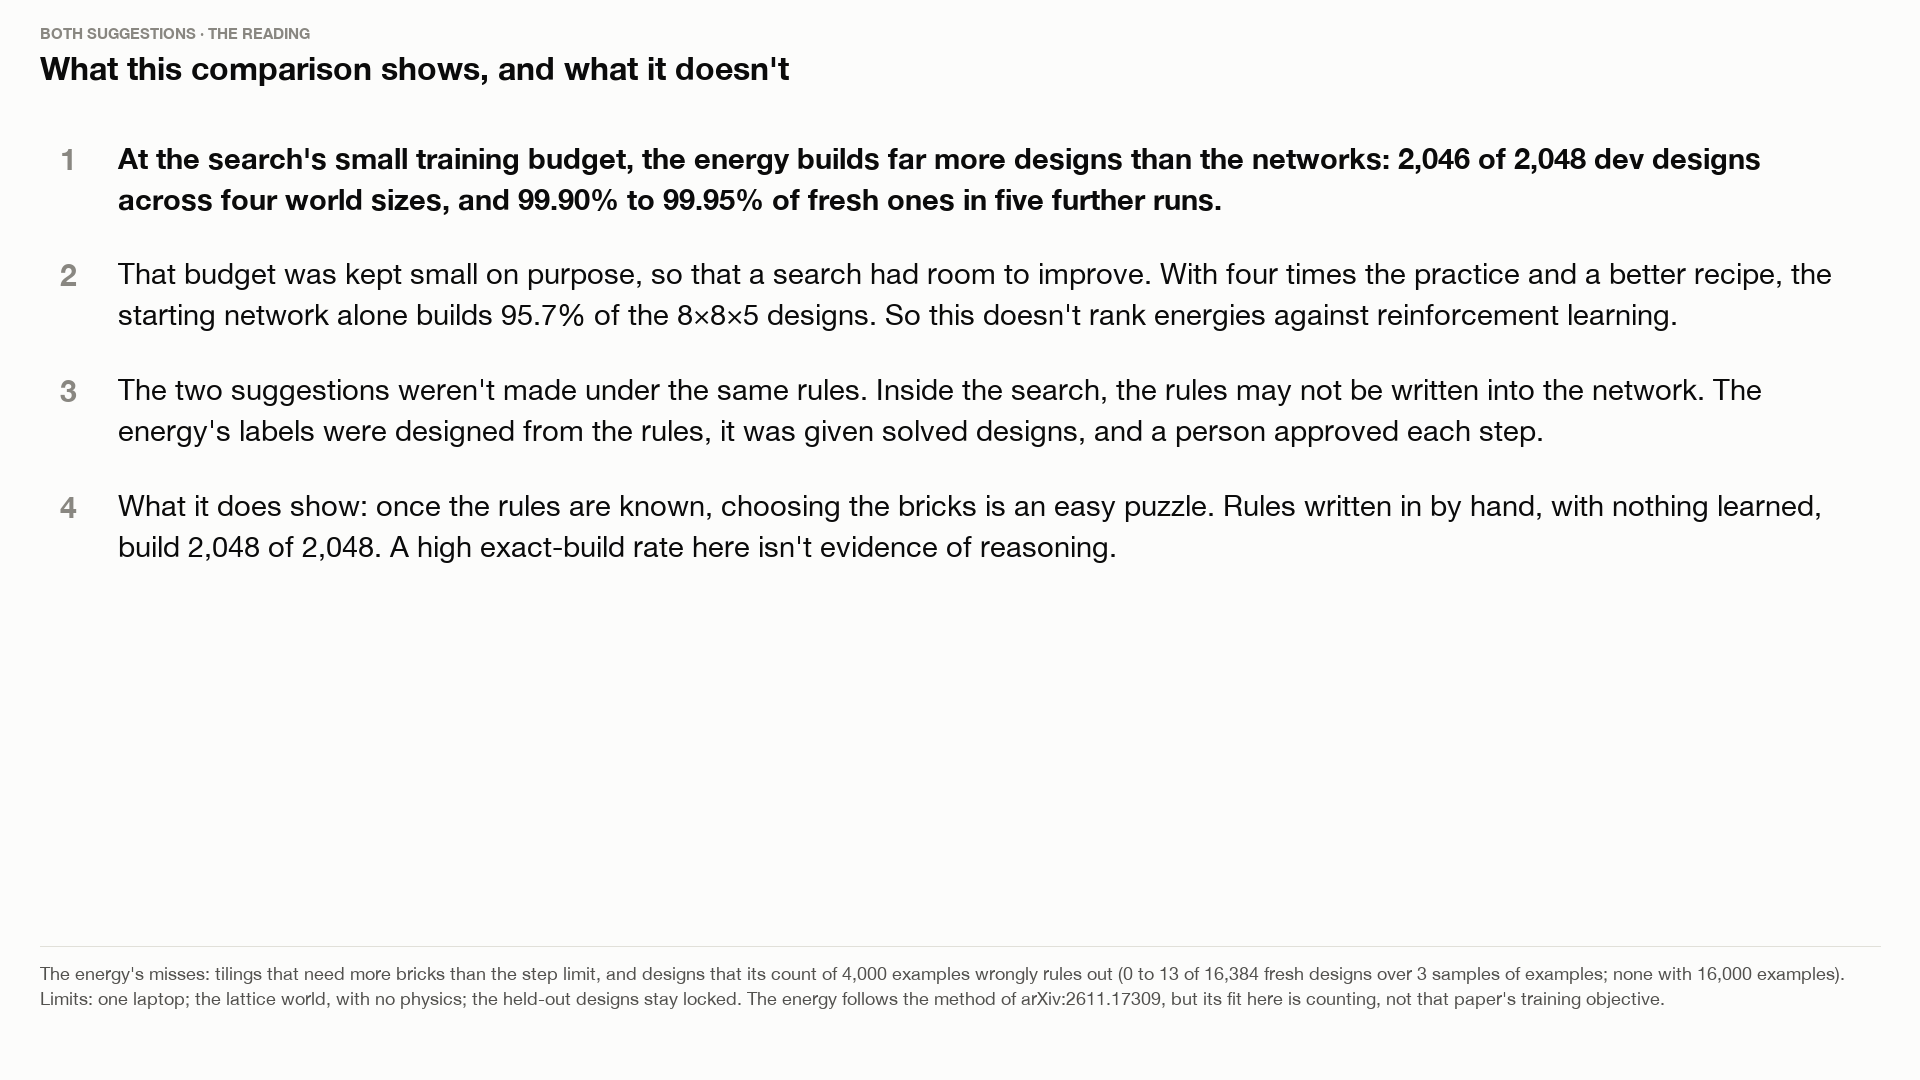 BOTH SUGGESTIONS · THE READING
What this comparison shows, and what it doesn't
1 At the search's small training budget, the energy builds far more designs than the networks: 2,046 of 2,048 dev designs
across four world sizes, and 99.90% to 99.95% of fresh ones in five further runs.
2 That budget was kept small on purpose, so that a search had room to improve. With four times the practice and a better recipe, the
starting network alone builds 95.7% of the 8×8×5 designs. So this doesn't rank energies against reinforcement learning.
3 The two suggestions weren't made under the same rules. Inside the search, the rules may not be written into the network. The
energy's labels were designed from the rules, it was given solved designs, and a person approved each step.
4 What it does show: once the rules are known, choosing the bricks is an easy puzzle. Rules written in by hand, with nothing learned,
build 2,048 of 2,048. A high exact-build rate here isn't evidence of reasoning.
The energy's misses: tilings that need more bricks than the step limit, and designs that its count of 4,000 examples wrongly rules out (0 to 13 of 16,384 fresh designs over 3 samples of examples; none with 16,000 examples).
Limits: one laptop; the lattice world, with no physics; the held-out designs stay locked. The energy follows the method of arXiv:2611.17309, but its fit here is counting, not that paper's training objective.